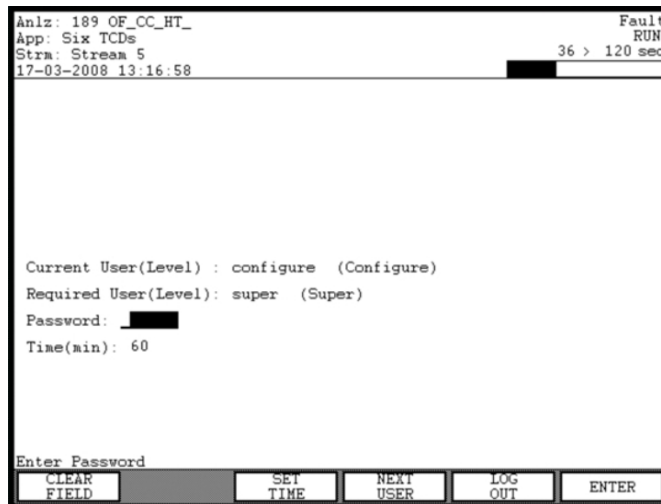 Anlz: 189 OF_CC_HT_
Fault
App: Six TCDs
RUN
Strm: Stream 5
36 > 120 sec
17-03-2008 13:16:58
Current User(Level) : configure (Configure)
Required User(Level): super (Super)
Password: _
Time(min): 60
Enter Password
CLEAR FIELD
SET TIME
NEXT USER
LOG OUT
ENTER